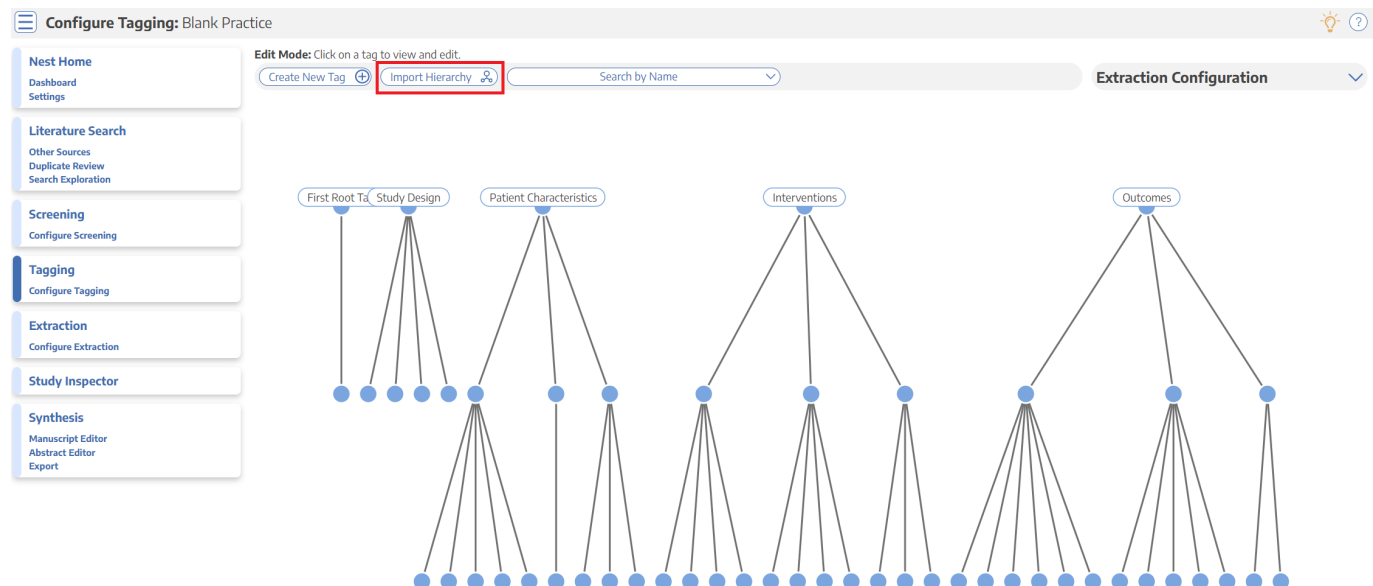 Configure Tagging: Blank Practice
?
Nest Home
Dashboard
Settings
Literature Search
Other Sources
Duplicate Review
Search Exploration
Screening
Configure Screening
Tagging
Configure Tagging
Extraction
Configure Extraction
Study Inspector
Synthesis
Manuscript Editor
Abstract Editor
Export
Edit Mode: Click on a tag to view and edit.
Create New Tag
Import Hierarchy
Search by Name
Extraction Configuration
First Root Ta
Study Design
Patient Characteristics
Interventions
Outcomes